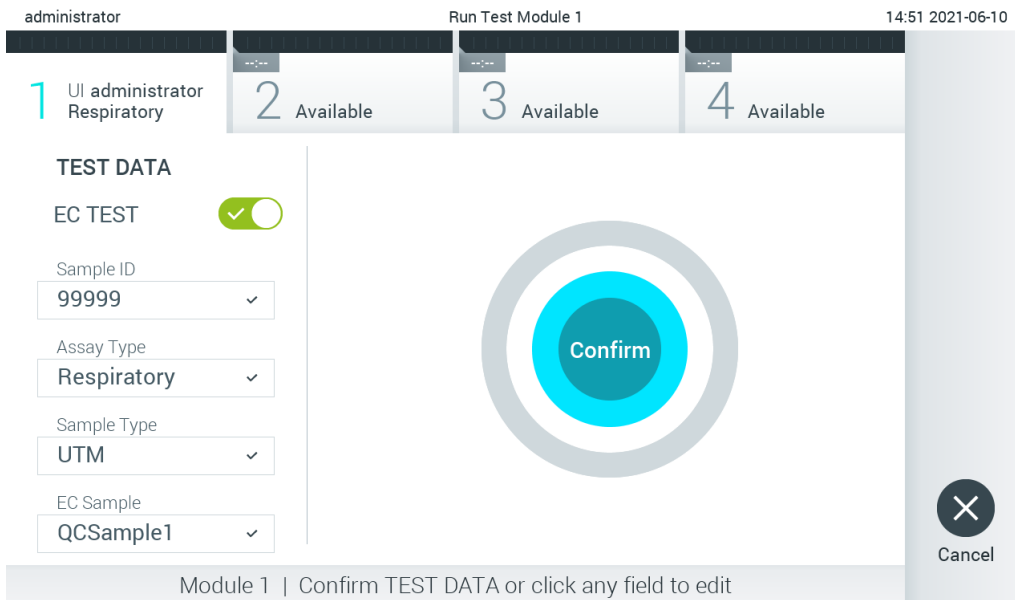 administrator Run Test Module 1 14:51 2021-06-10
--:-- --:-- --:--
1 UI administrator Respiratory
2 Available
3 Available
4 Available
TEST DATA
EC TEST
Sample ID
99999
Assay Type
Respiratory
Sample Type
UTM
EC Sample
QCSample1
Confirm
Cancel
Module 1 | Confirm TEST DATA or click any field to edit